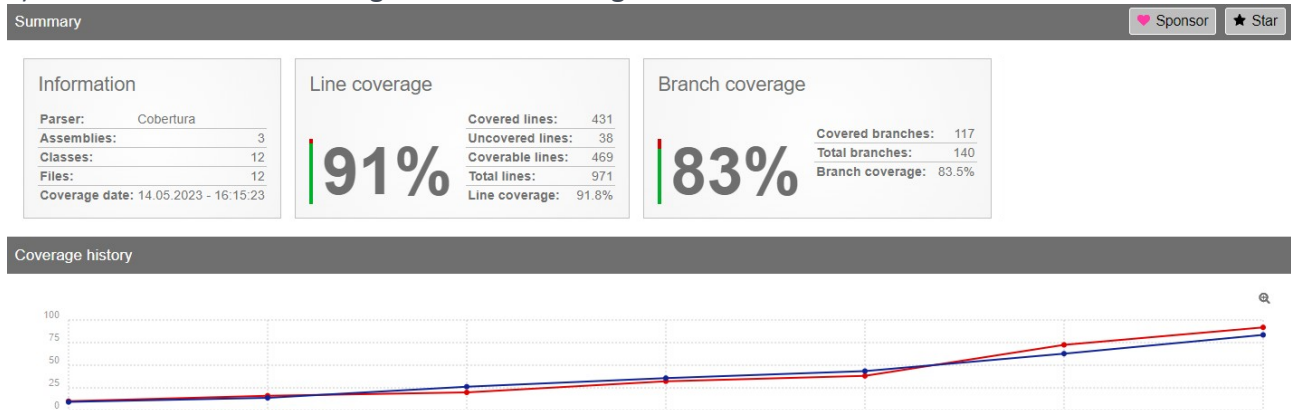 Summary
Sponsor
Star
Information
Parser: Cobertura
Assemblies: 3
Classes: 12
Files: 12
Coverage date: 14.05.2023 - 16:15:23
Line coverage
91%
Covered lines: 431
Uncovered lines: 38
Coverable lines: 469
Total lines: 971
Line coverage: 91.8%
Branch coverage
83%
Covered branches: 117
Total branches: 140
Branch coverage: 83.5%
Coverage history
100
75
50
25
0